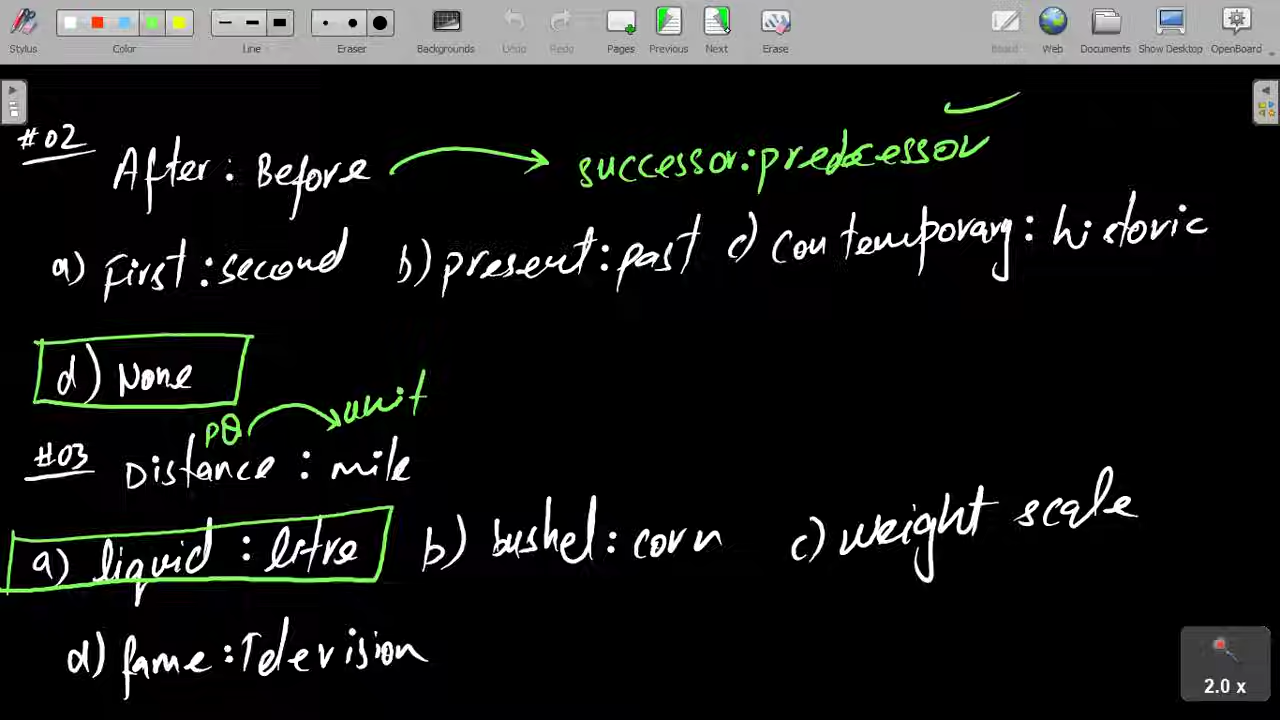 Stylus Color Line Eraser Backgrounds Undo Redo Pages Previous Next Erase Board Web Documents Show Desktop OpenBoard
#02 After : Before successor : predecessor
a) First : second b) present : past c) contemporary : historic
d) None
PQ unit
#03 Distance : mile
a) liquid : litre b) bushel : corn c) weight scale
d) fame : Television
2.0 x